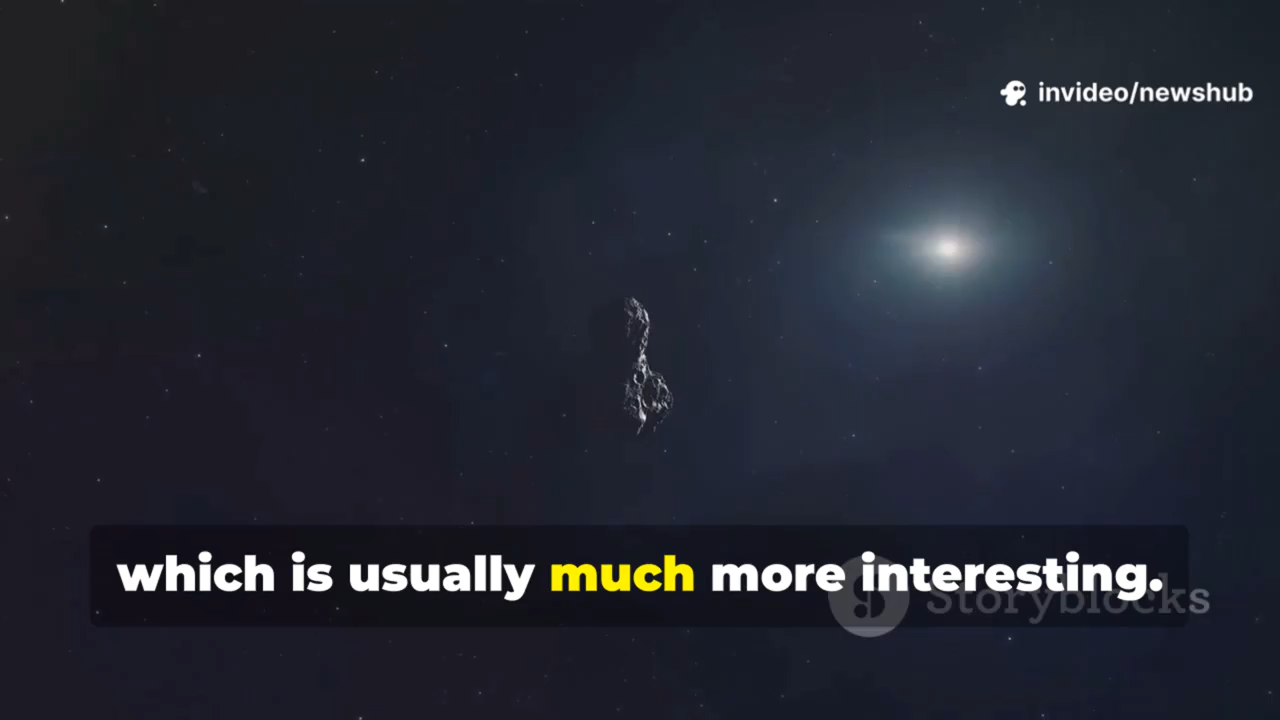 invideo/newshub
which is usually much more interesting.
Storyblocks